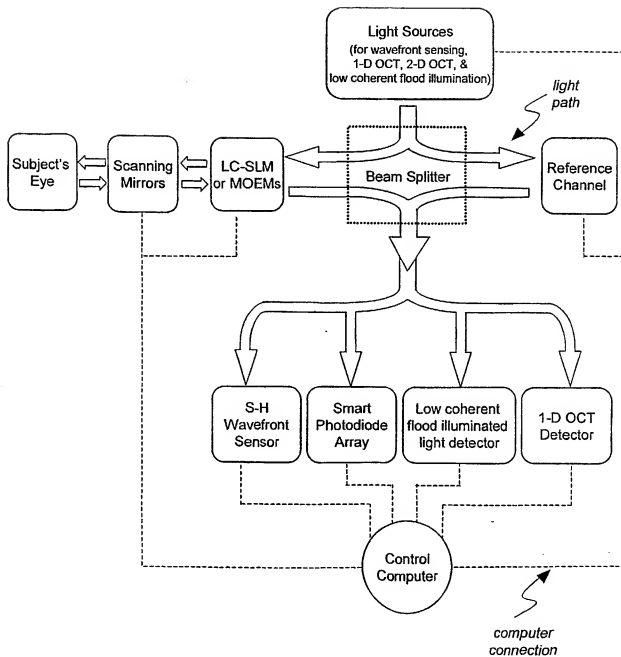 Light Sources
(for wavefront sensing,
1-D OCT, 2-D OCT, &
low coherent flood illumination)
light
path
Subject's
Eye
Scanning
Mirrors
LC-SLM
or MOEMs
Beam Splitter
Reference
Channel
S-H
Wavefront
Sensor
Smart
Photodiode
Array
Low coherent
flood illuminated
light detector
1-D OCT
Detector
Control
Computer
computer
connection